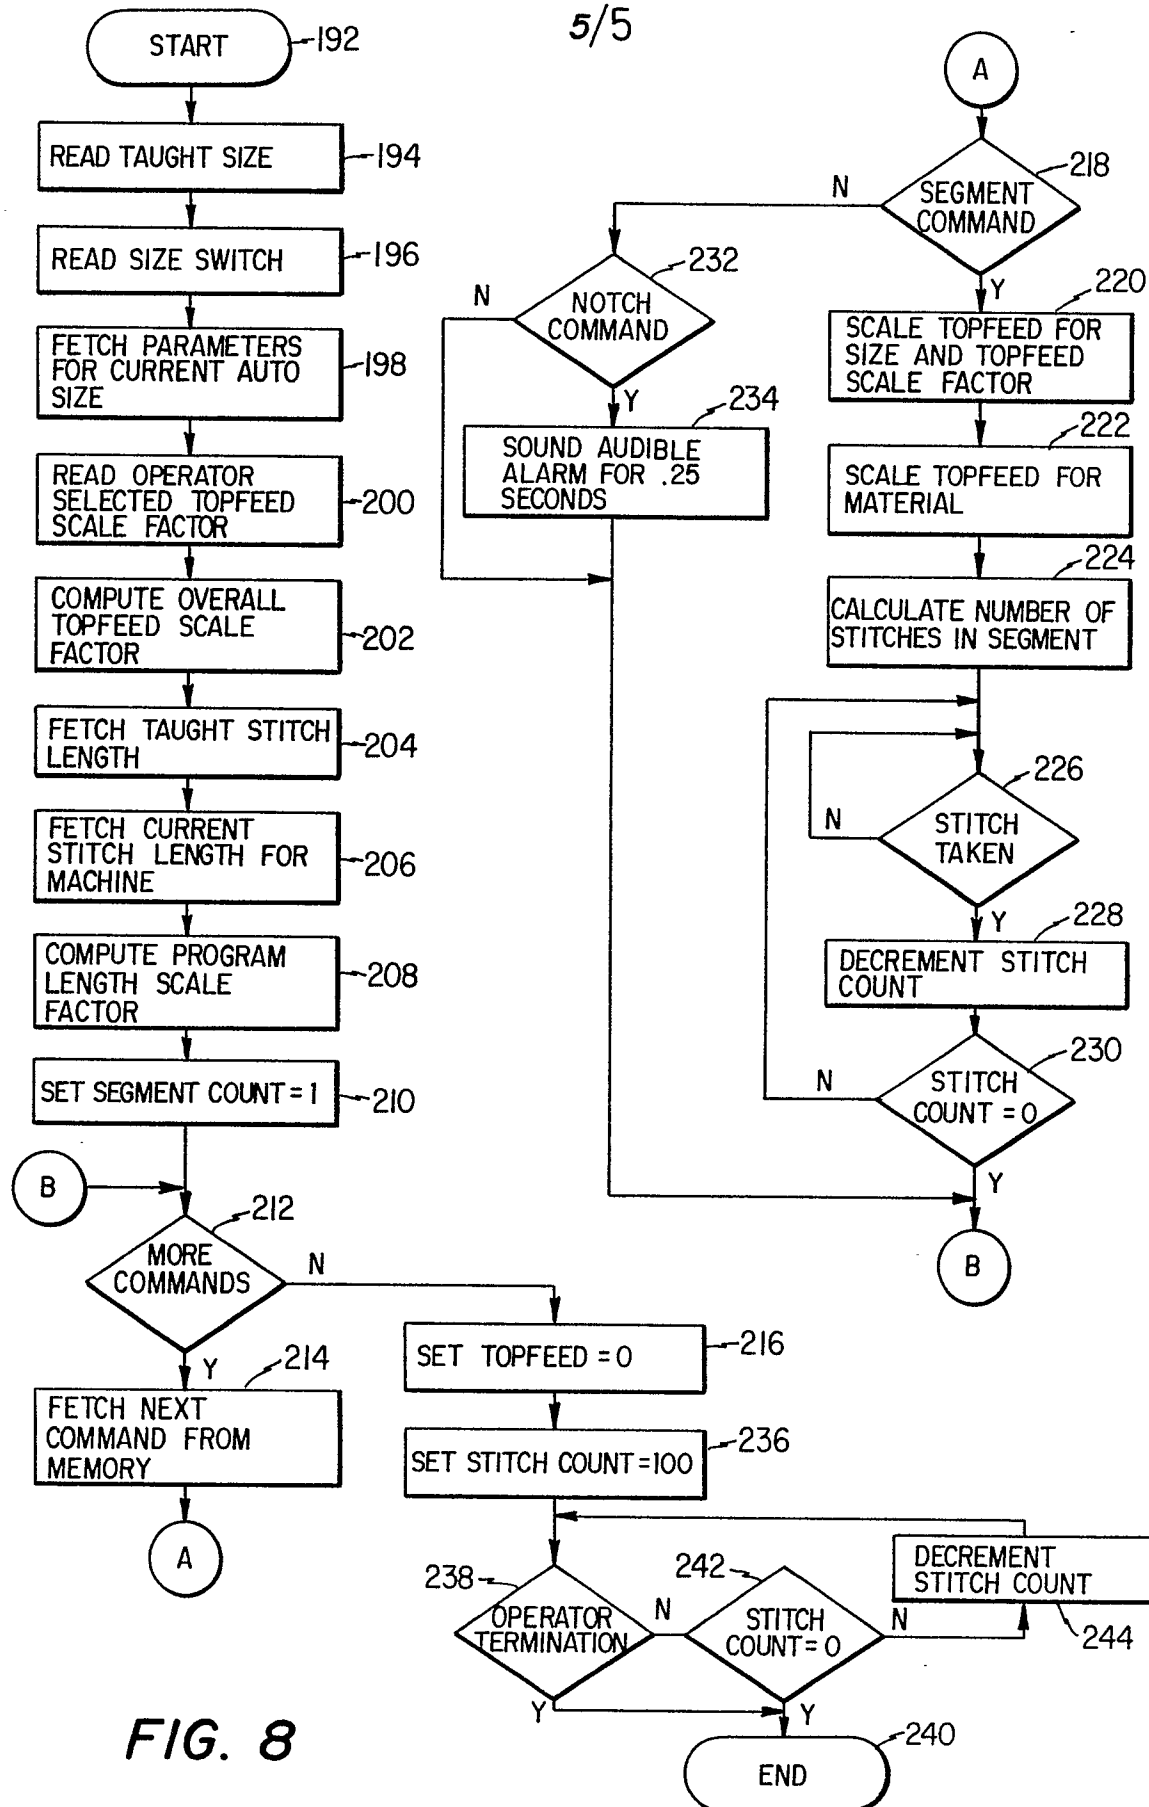 5/5
START
192
READ TAUGHT SIZE
194
READ SIZE SWITCH
196
FETCH PARAMETERS
FOR CURRENT AUTO
SIZE
198
READ OPERATOR
SELECTED TOPFEED
SCALE FACTOR
200
COMPUTE OVERALL
TOPFEED SCALE
FACTOR
202
FETCH TAUGHT STITCH
LENGTH
204
FETCH CURRENT
STITCH LENGTH FOR
MACHINE
206
COMPUTE PROGRAM
LENGTH SCALE
FACTOR
208
SET SEGMENT COUNT=1
210
B
212
MORE
COMMANDS
N
Y
214
FETCH NEXT
COMMAND FROM
MEMORY
A
A
218
SEGMENT
COMMAND
N
Y
232
NOTCH
COMMAND
N
Y
234
SOUND AUDIBLE
ALARM FOR .25
SECONDS
220
SCALE TOPFEED FOR
SIZE AND TOPFEED
SCALE FACTOR
222
SCALE TOPFEED FOR
MATERIAL
224
CALCULATE NUMBER OF
STITCHES IN SEGMENT
226
STITCH
TAKEN
N
Y
228
DECREMENT STITCH
COUNT
230
STITCH
COUNT=0
N
Y
B
SET TOPFEED=0
216
SET STITCH COUNT=100
236
238
OPERATOR
TERMINATION
N
Y
242
STITCH
COUNT=0
N
Y
DECREMENT
STITCH COUNT
244
240
END
FIG. 8